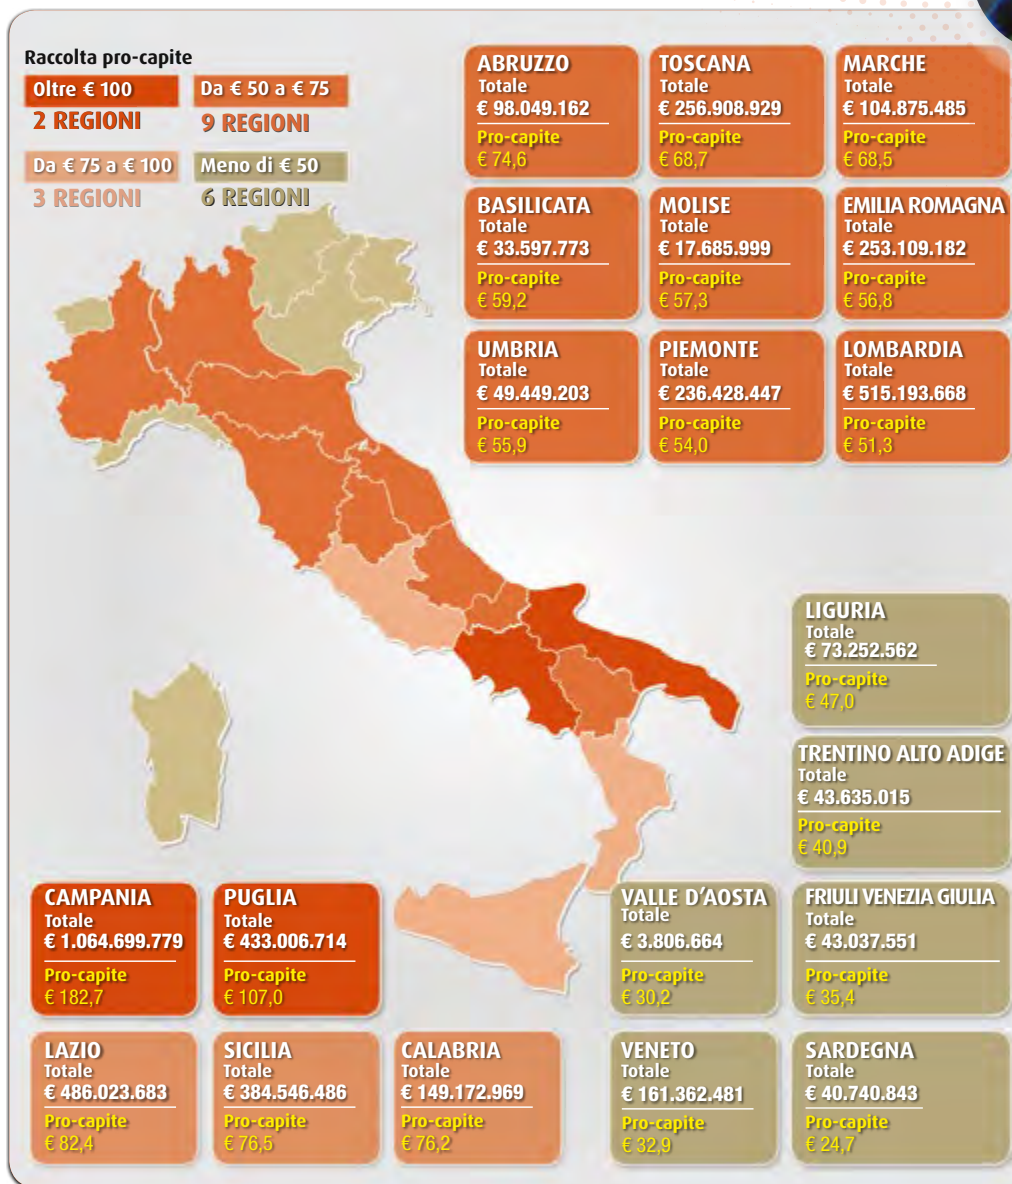 Raccolta pro-capite
Oltre € 100
2 REGIONI
Da € 50 a € 75
9 REGIONI
Da € 75 a € 100
3 REGIONI
Meno di € 50
6 REGIONI
ABRUZZO
Totale
€ 98.049.162
Pro-capite
€ 74,6
TOSCANA
Totale
€ 256.908.929
Pro-capite
€ 68,7
MARCHE
Totale
€ 104.875.485
Pro-capite
€ 68,5
BASILICATA
Totale
€ 33.597.773
Pro-capite
€ 59,2
MOLISE
Totale
€ 17.685.999
Pro-capite
€ 57,3
EMILIA ROMAGNA
Totale
€ 253.109.182
Pro-capite
€ 56,8
UMBRIA
Totale
€ 49.449.203
Pro-capite
€ 55,9
PIEMONTE
Totale
€ 236.428.447
Pro-capite
€ 54,0
LOMBARDIA
Totale
€ 515.193.668
Pro-capite
€ 51,3
LIGURIA
Totale
€ 73.252.562
Pro-capite
€ 47,0
TRENTINO ALTO ADIGE
Totale
€ 43.635.015
Pro-capite
€ 40,9
CAMPANIA
Totale
€ 1.064.699.779
Pro-capite
€ 182,7
PUGLIA
Totale
€ 433.006.714
Pro-capite
€ 107,0
VALLE D'AOSTA
Totale
€ 3.806.664
Pro-capite
€ 30,2
FRIULI VENEZIA GIULIA
Totale
€ 43.037.551
Pro-capite
€ 35,4
LAZIO
Totale
€ 486.023.683
Pro-capite
€ 82,4
SICILIA
Totale
€ 384.546.486
Pro-capite
€ 76,5
CALABRIA
Totale
€ 149.172.969
Pro-capite
€ 76,2
VENETO
Totale
€ 161.362.481
Pro-capite
€ 32,9
SARDEGNA
Totale
€ 40.740.843
Pro-capite
€ 24,7